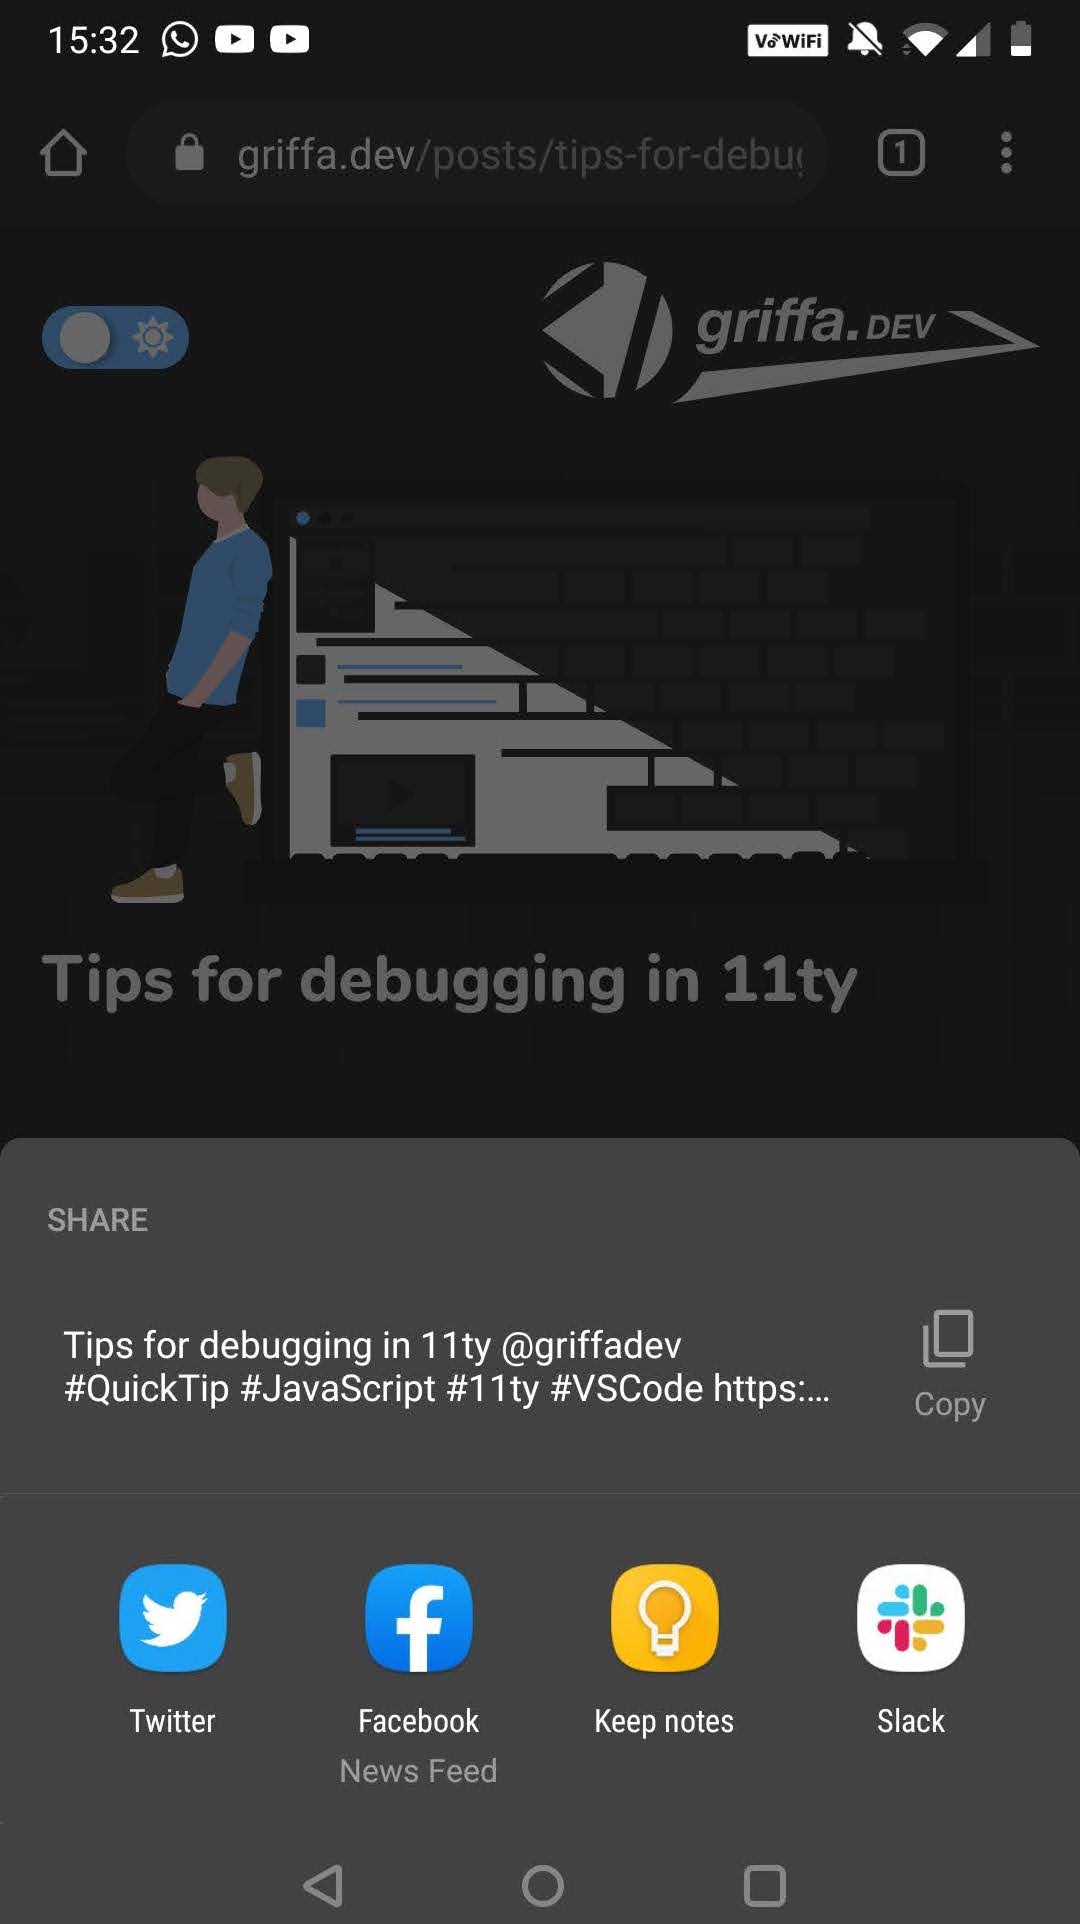 15:32
VoWiFi
griffa.dev/posts/tips-for-debug
1
griffa.DEV
Tips for debugging in 11ty
SHARE
Tips for debugging in 11ty @griffadev
#QuickTip #JavaScript #11ty #VSCode https:...
Copy
Twitter
Facebook
Keep notes
Slack
News Feed